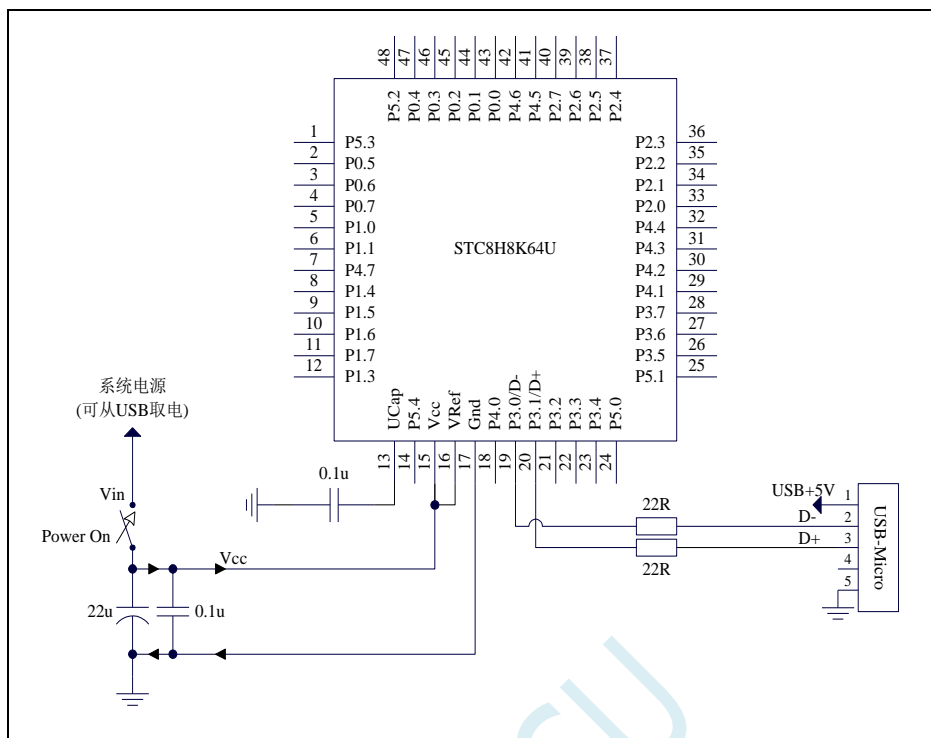 48 47 46 45 44 43 42 41 40 39 38 37
P5.2 P0.4 P0.3 P0.2 P0.1 P0.0 P4.6 P4.5 P2.7 P2.6 P2.5 P2.4
1 P5.3 P2.3 36
2 P0.5 P2.2 35
3 P0.6 P2.1 34
4 P0.7 P2.0 33
5 P1.0 P4.4 32
STC8H8K64U
6 P1.1 P4.3 31
7 P4.7 P4.2 30
8 P1.4 P4.1 29
9 P1.5 P3.7 28
10 P1.6 P3.6 27
11 P1.7 P3.5 26
12 P1.3 P5.1 25
UCap P5.4 Vcc VRef Gnd P4.0 P3.0/D- P3.1/D+ P3.2 P3.3 P3.4 P5.0
13 14 15 16 17 18 19 20 21 22 23 24
系统电源
(可从USB取电)
Vin
Power On
0.1u
Vcc
22u
0.1u
22R
22R
USB+5V
D-
D+
1
2
3
4
5
USB-Micro